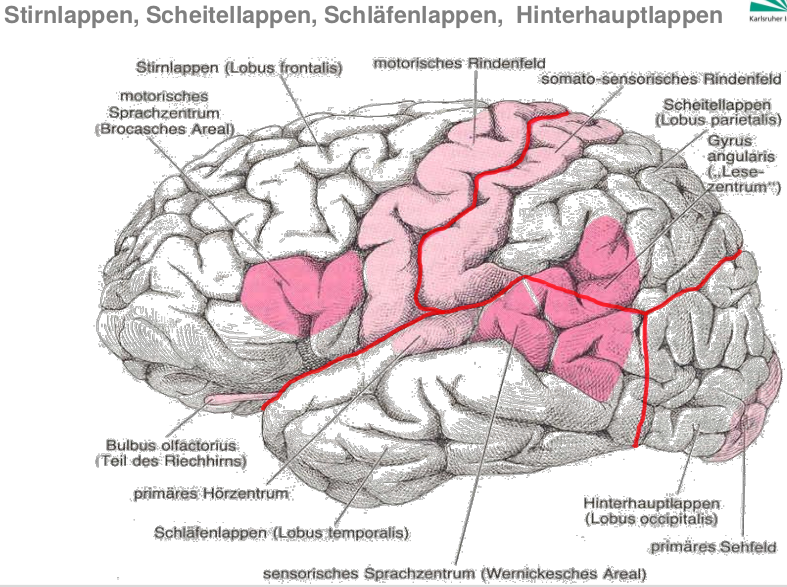 Stirnlappen, Scheitellappen, Schläfenlappen, Hinterhauptlappen
Karlsruher
Stirnlappen (Lobus frontalis)
motorisches Rindenfeld
somato-sensorisches Rindenfeld
motorisches
Sprachzentrum
(Brocasches Areal)
Scheitellappen
(Lobus parietalis)
Gyrus
angularis
(„Lese-
zentrum“)
Bulbus olfactorius
(Teil des Riechhirns)
primäres Hörzentrum
Schläfenlappen (Lobus temporalis)
sensorisches Sprachzentrum (Wernickesches Areal)
Hinterhauptlappen
(Lobus occipitalis)
primäres Sehfeld